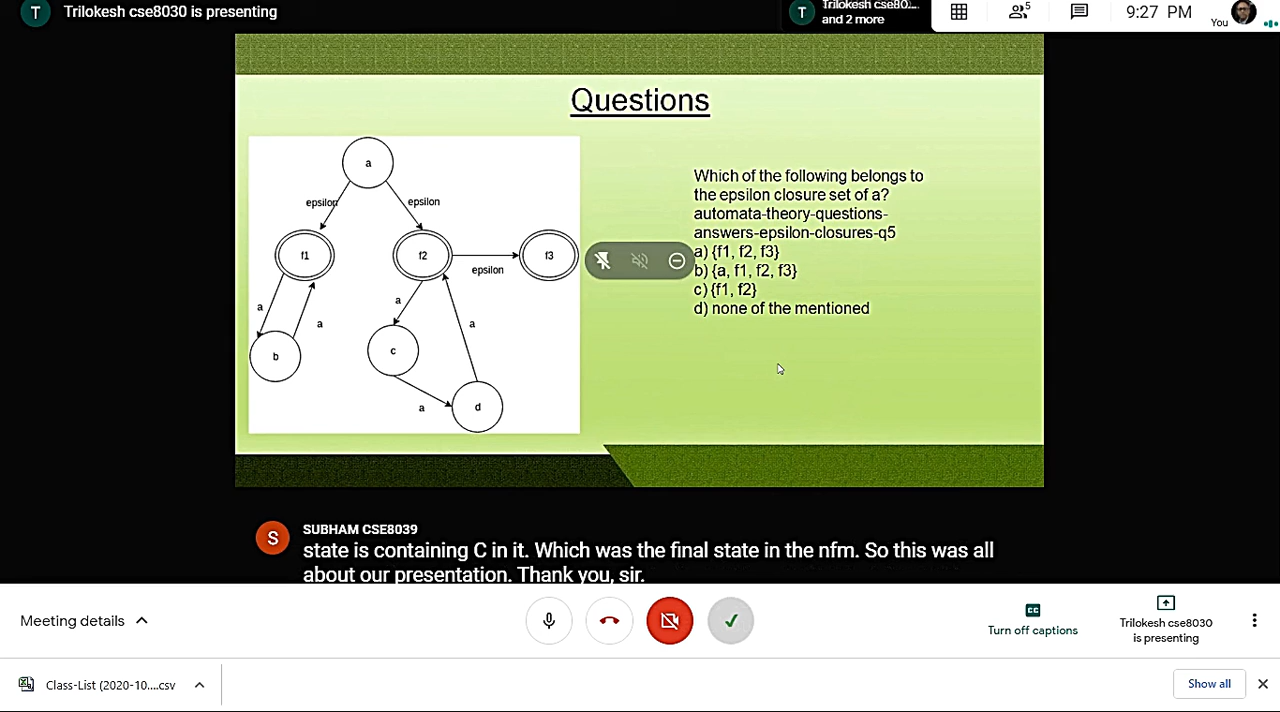 T Trilokesh cse8030 is presenting
T Trilokesh cse80...
and 2 more
5
9:27 PM
You
Questions
a
epsilon
epsilon
f1
f2
f3
epsilon
a
a
a
a
b
c
a
d
Which of the following belongs to
the epsilon closure set of a?
automata-theory-questions-
answers-epsilon-closures-q5
a) {f1, f2, f3}
b) {a, f1, f2, f3}
c) {f1, f2}
d) none of the mentioned
S SUBHAM CSE8039
state is containing C in it. Which was the final state in the nfm. So this was all
about our presentation. Thank you, sir.
Meeting details
CC
Turn off captions
Trilokesh cse8030
is presenting
Class-List (2020-10....csv
Show all